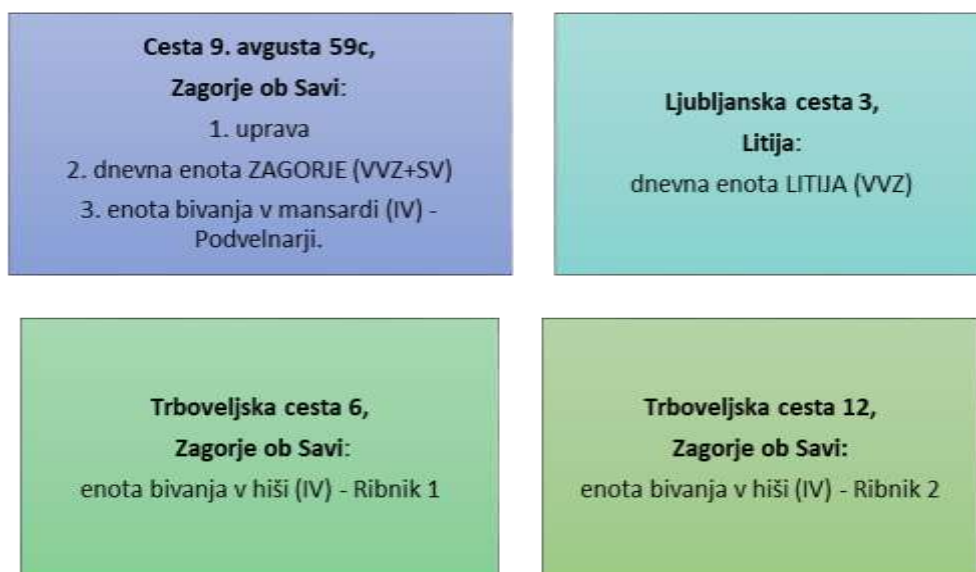 Cesta 9. avgusta 59c,
Zagorje ob Savi:
1. uprava
2. dnevna enota ZAGORJE (VVZ+SV)
3. enota bivanja v mansardi (IV) -
Podvelnarji.
Ljubljanska cesta 3,
Litija:
dnevna enota LITIJA (VVZ)
Trboveljska cesta 6,
Zagorje ob Savi:
enota bivanja v hiši (IV) - Ribnik 1
Trboveljska cesta 12,
Zagorje ob Savi:
enota bivanja v hiši (IV) - Ribnik 2